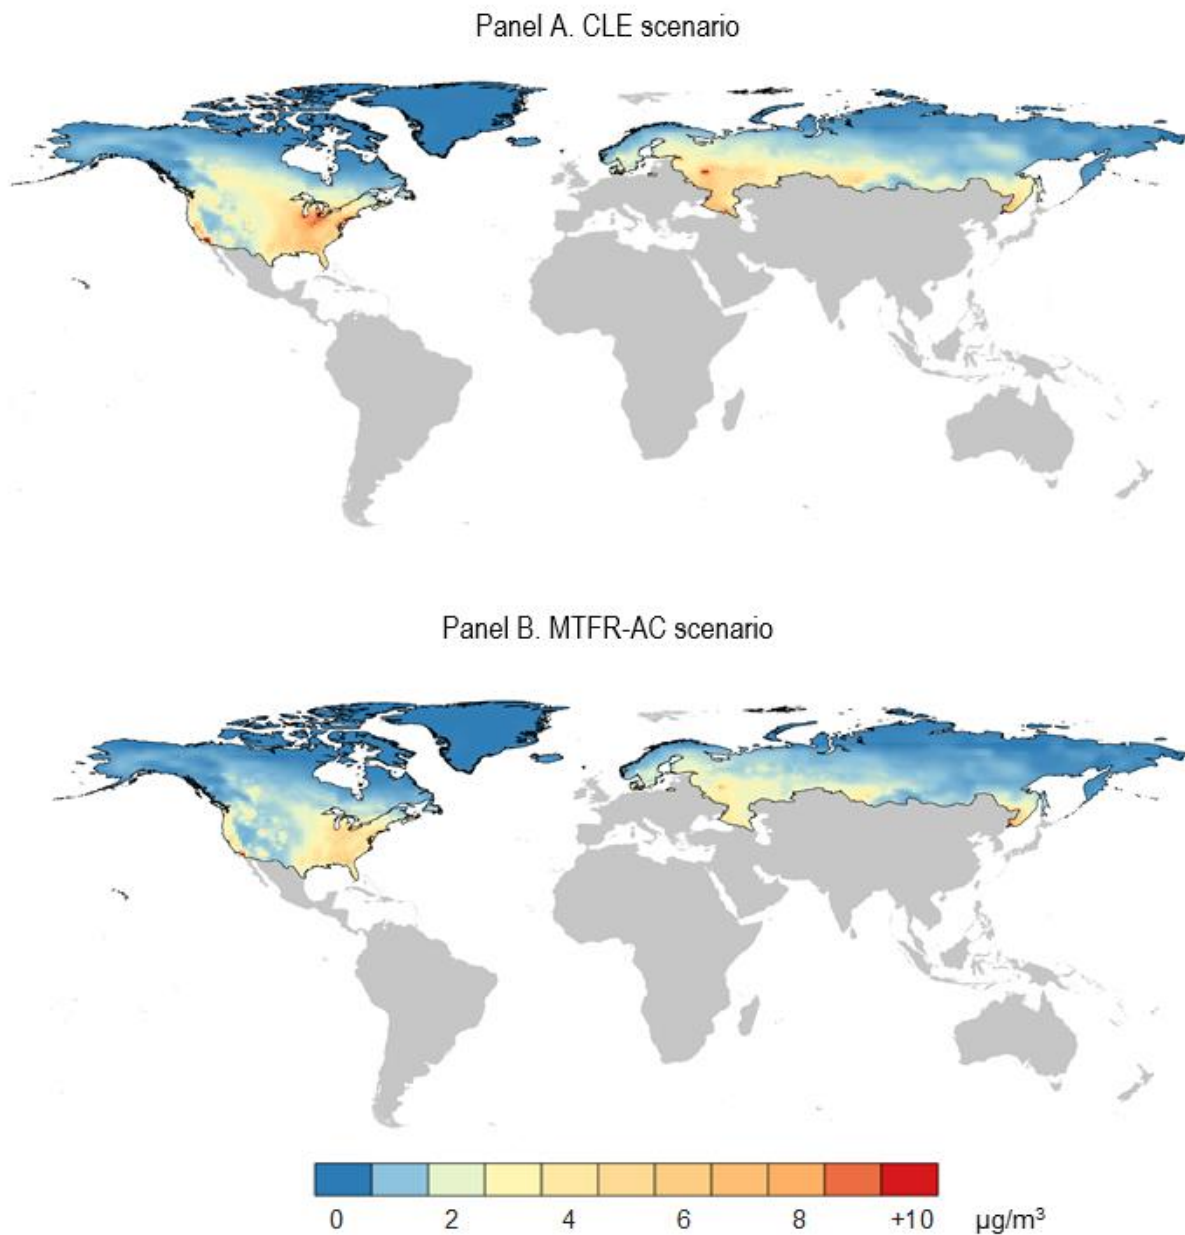 Panel A. CLE scenario
Panel B. MTFR-AC scenario
0 2 4 6 8 +10 μg/m³